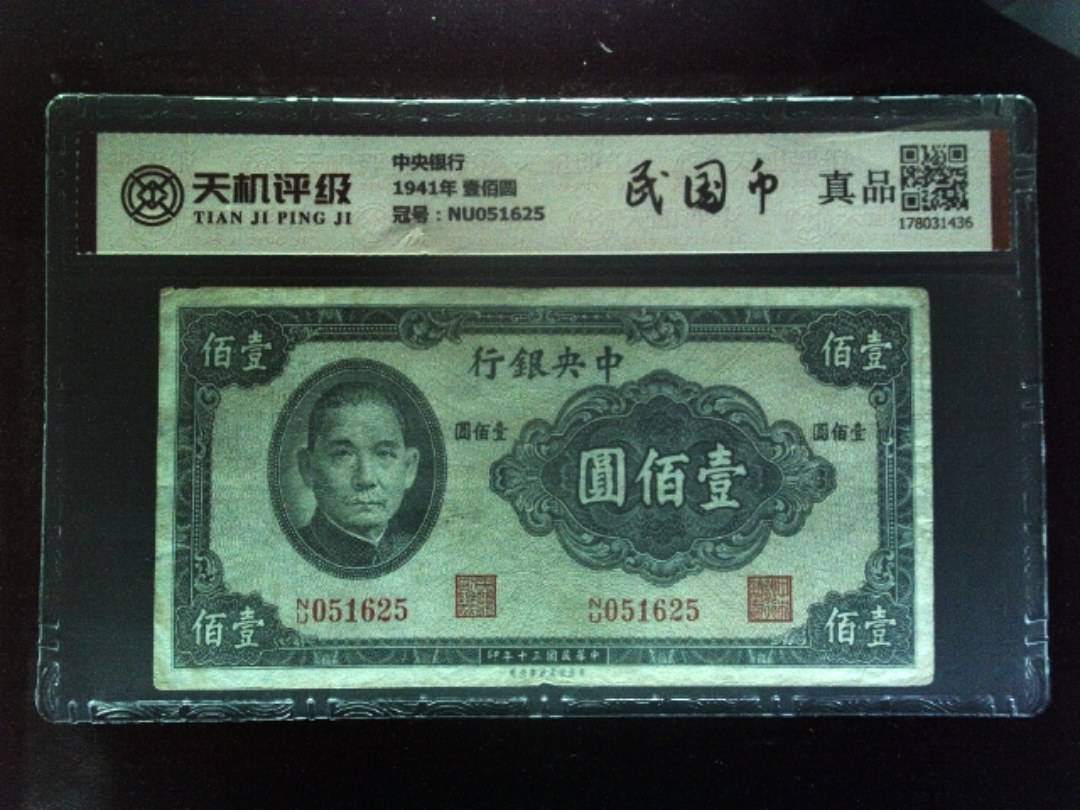 天机评级
TIAN JI PING JI
中央银行
1941年 壹佰圆
冠号：NU051625
民国币
真品
178031436
佰壹
行銀央中
佰壹
圓佰壹
圓佰壹
圓佰壹
NU051625
NU051625
佰壹
印年十三國民華中
佰壹